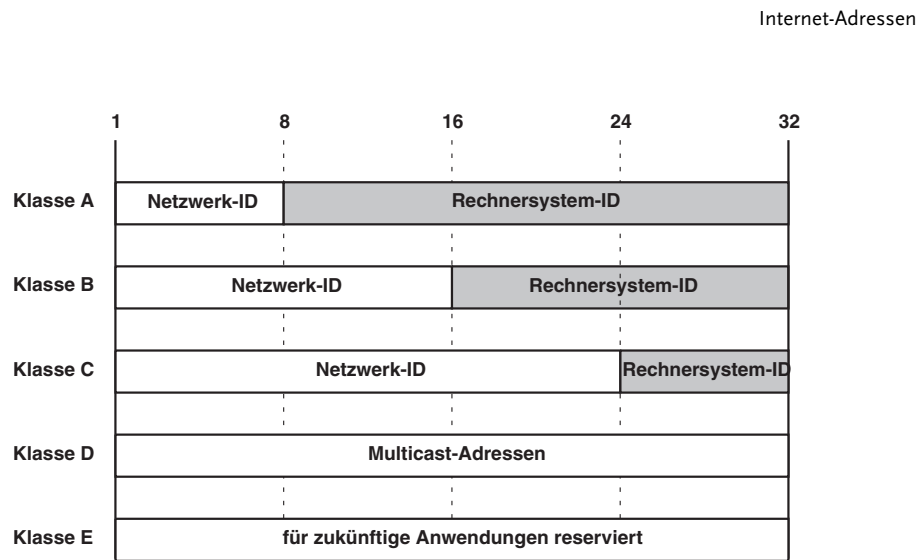 Internet-Adressen
1 8 16 24 32
Klasse A Netzwerk-ID Rechnersystem-ID
Klasse B Netzwerk-ID Rechnersystem-ID
Klasse C Netzwerk-ID Rechnersystem-ID
Klasse D Multicast-Adressen
Klasse E für zukünftige Anwendungen reserviert